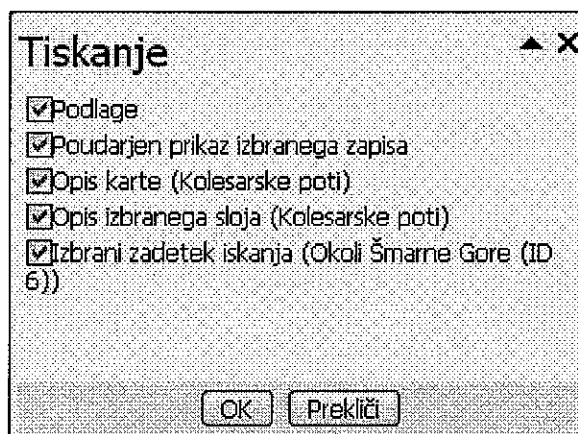 Tiskanje
Podlage
Poudarjen prikaz izbranega zapisa
Opis karte (Kolesarske poti)
Opis izbranega sloja (Kolesarske poti)
Izbrani zadetek iskanja (Okoli Šmarne Gore (ID
6))
OK Prekliči